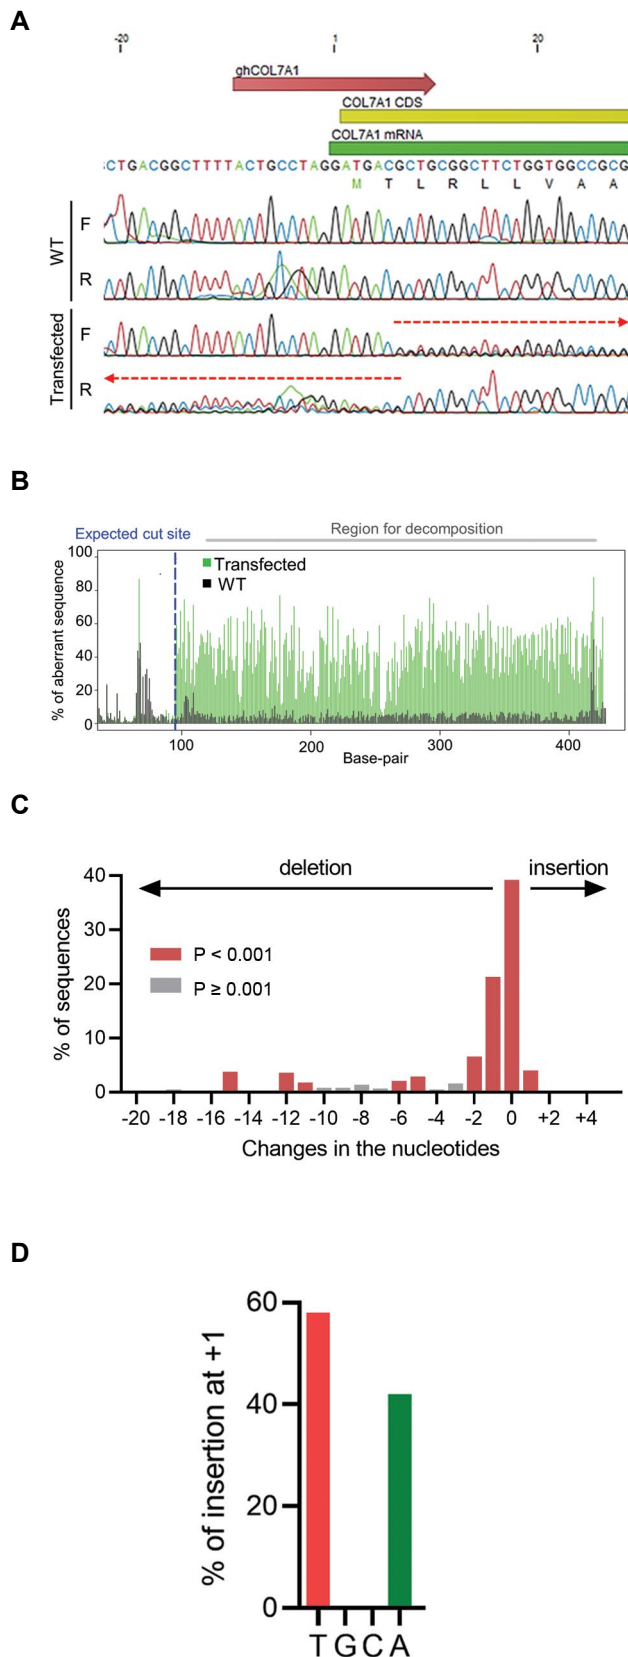 A
-20 1 20
ghCOL7A1
COL7A1 CDS
COL7A1 mRNA
CTGACGGCTTTTACTGCCTAGGATGACGCTGCGGCTTCTGGTGGCCGCG
M T L R L L V A A
WT
F
R
Transfected
F
R
B
Expected cut site
Region for decomposition
% of aberrant sequence
100
80
60
40
20
0
Transfected
WT
100 200 300 400
Base-pair
C
deletion
insertion
% of sequences
40
30
20
10
0
P < 0.001
P ≥ 0.001
-20 -18 -16 -14 -12 -10 -8 -6 -4 -2 0 +2 +4
Changes in the nucleotides
D
% of insertion at +1
60
40
20
0
T G C A